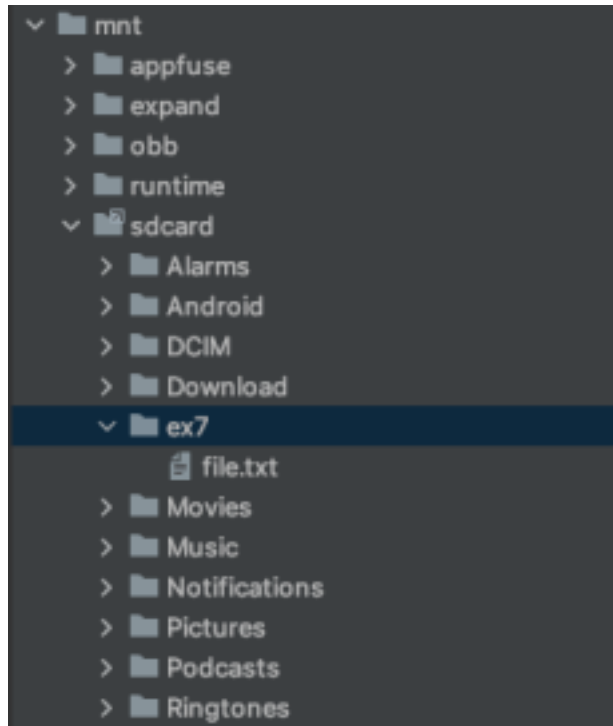 mnt
appfuse
expand
obb
runtime
sdcard
Alarms
Android
DCIM
Download
ex7
file.txt
Movies
Music
Notifications
Pictures
Podcasts
Ringtones